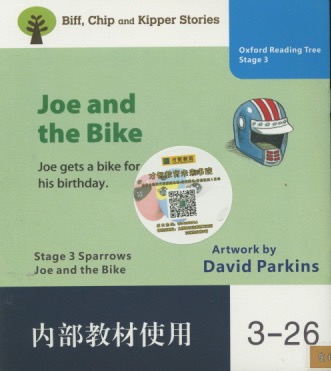 Biff, Chip and Kipper Stories
Oxford Reading Tree
Stage 3
Joe and
the Bike
Joe gets a bike for
his birthday.
Stage 3 Sparrows
Joe and the Bike
Artwork by
David Parkins
内部教材使用
3-26